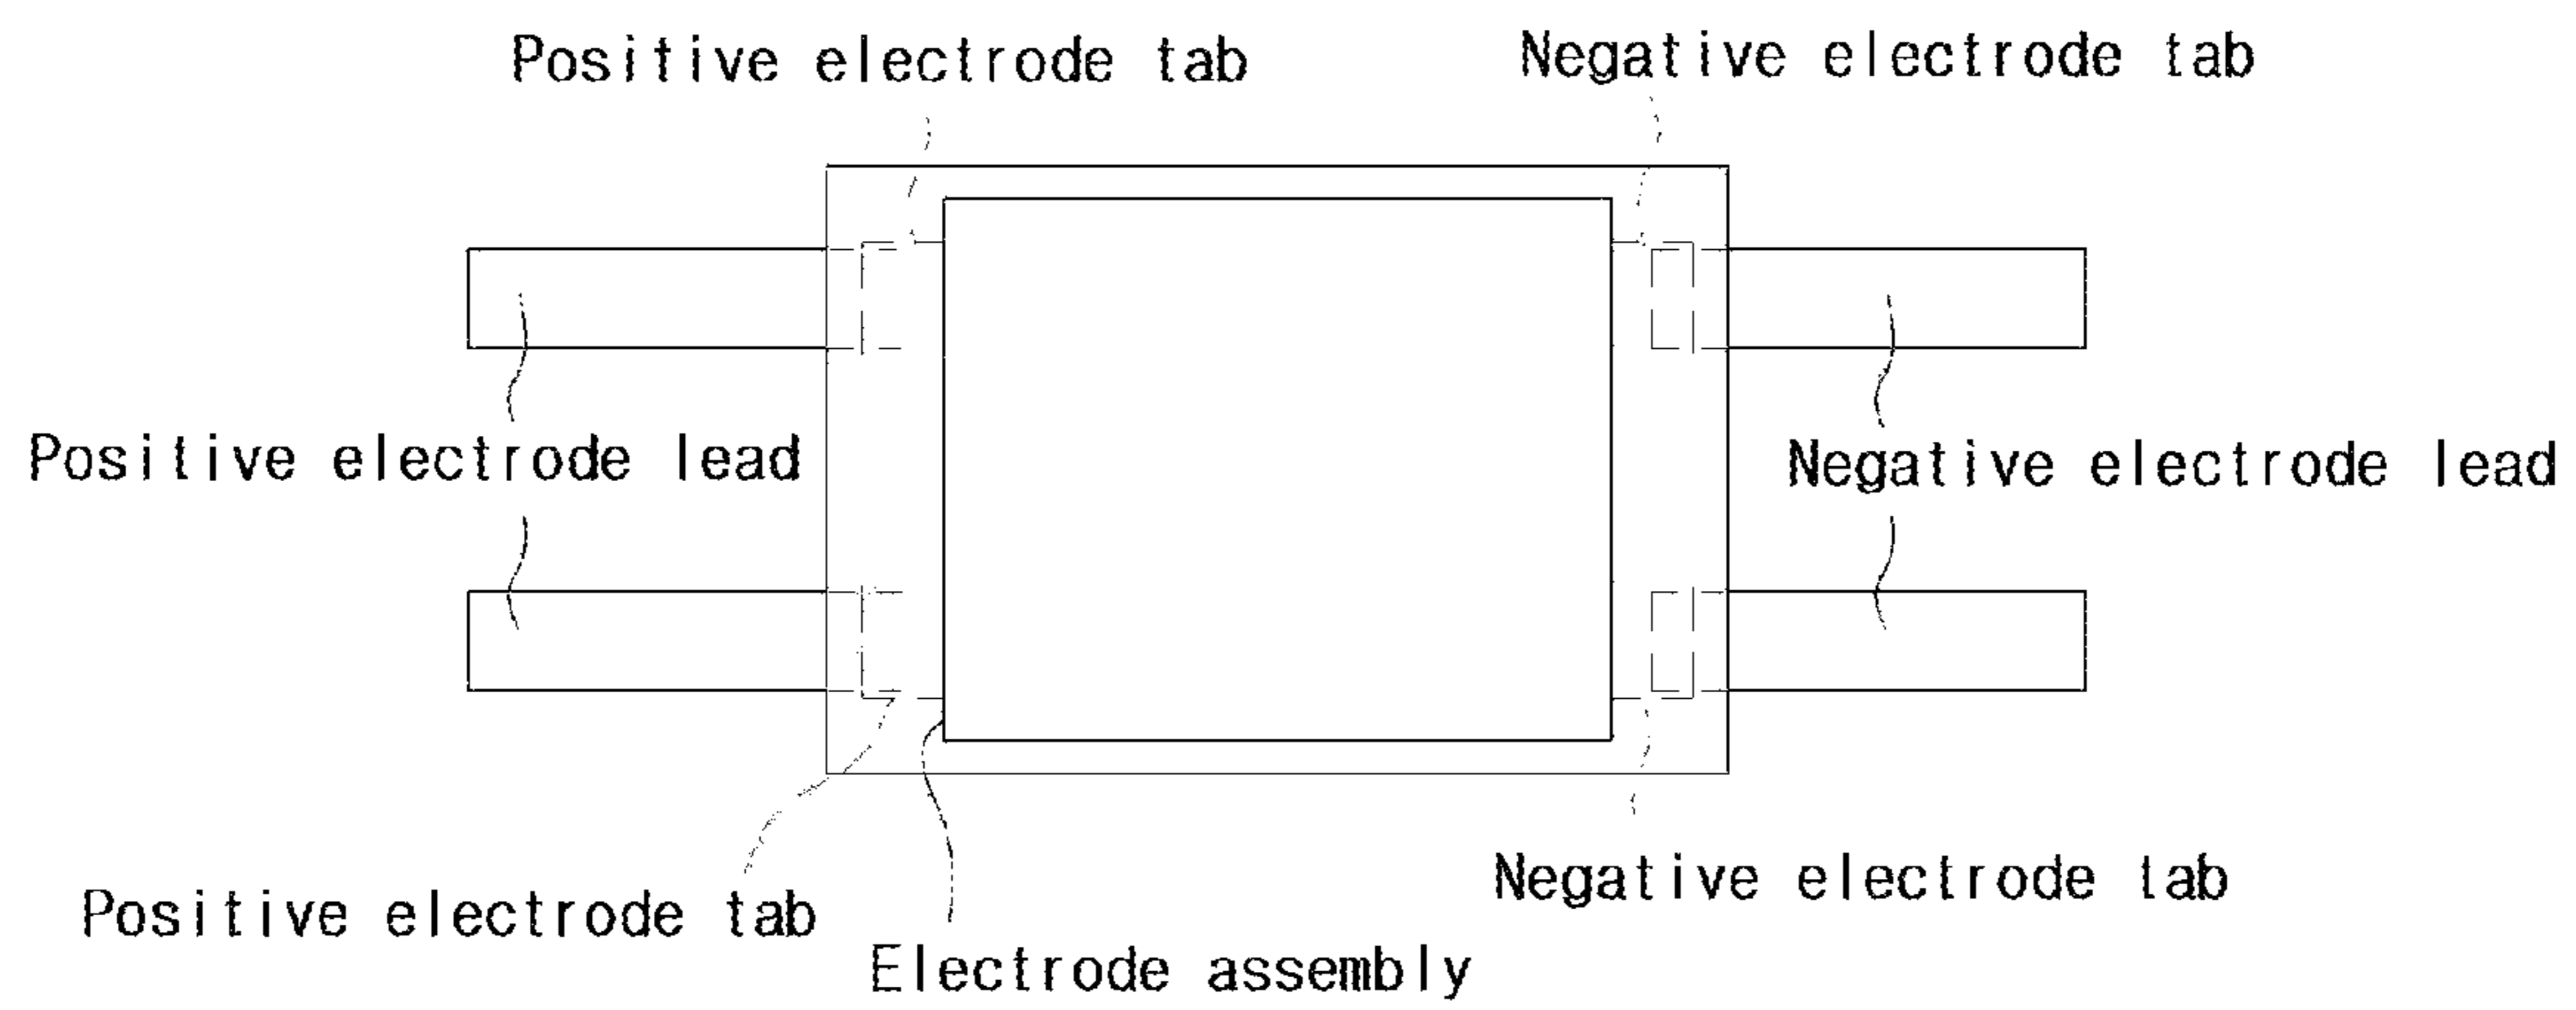 Positive electrode tab
Negative electrode tab
Positive electrode lead
Negative electrode lead
Positive electrode tab
Negative electrode tab
Electrode assembly